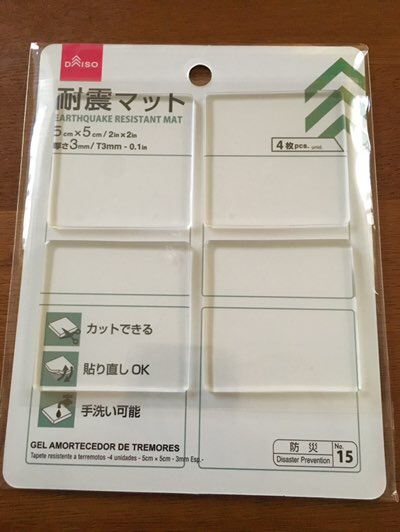 DAISO
耐震マット
EARTHQUAKE RESISTANT MAT
5cm×5cm/2in×2in
厚さ3mm/T3mm - 0.1in
4枚pcs. unid.
カットできる
貼り直しOK
手洗い可能
GEL AMORTECEDOR DE TREMORES
Tapete resistente a terremotos -4 unidades - 5cm × 5cm - 3mm Esp.-
防災
Disaster Prevention
No.
15